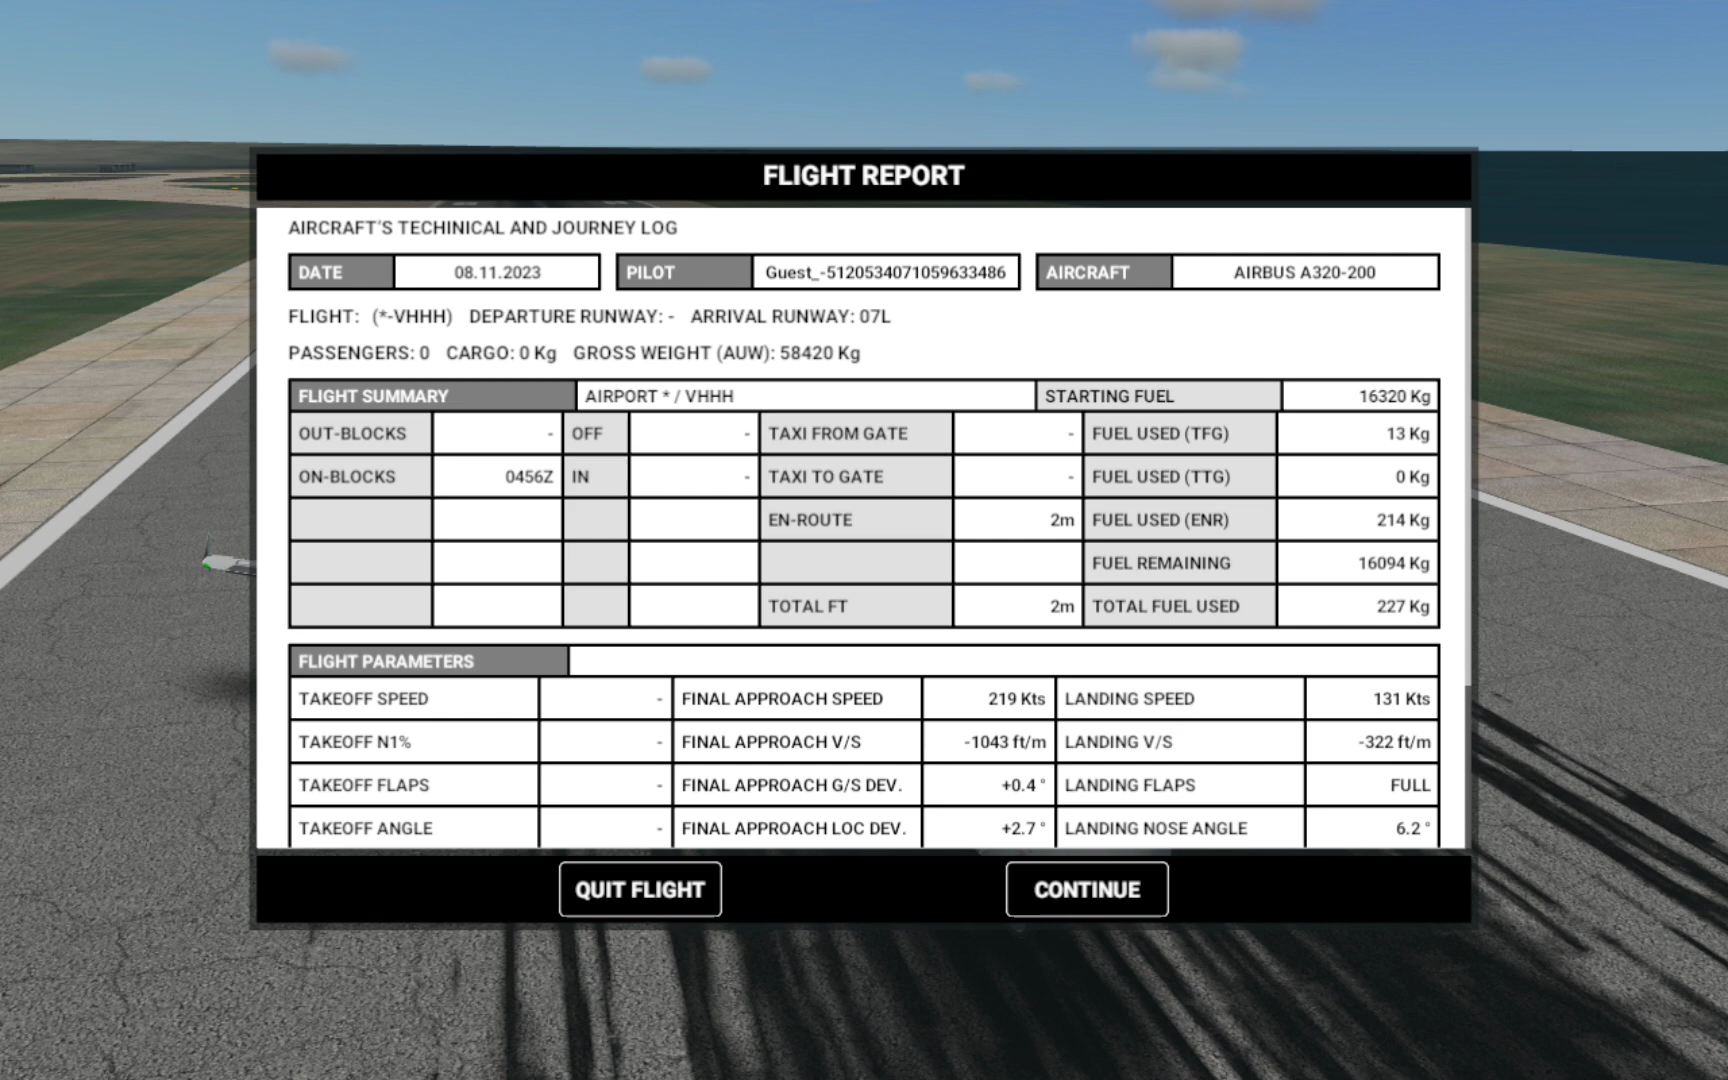 FLIGHT REPORT
AIRCRAFT'S TECHINICAL AND JOURNEY LOG
DATE 08.11.2023 PILOT Guest_-5120534071059633486 AIRCRAFT AIRBUS A320-200
FLIGHT: (*-VHHH) DEPARTURE RUNWAY: - ARRIVAL RUNWAY: 07L
PASSENGERS: 0 CARGO: 0 Kg GROSS WEIGHT (AUW): 58420 Kg
FLIGHT SUMMARY AIRPORT * / VHHH STARTING FUEL 16320 Kg
OUT-BLOCKS - OFF - TAXI FROM GATE - FUEL USED (TFG) 13 Kg
ON-BLOCKS 0456Z IN - TAXI TO GATE - FUEL USED (TTG) 0 Kg
EN-ROUTE 2m FUEL USED (ENR) 214 Kg
FUEL REMAINING 16094 Kg
TOTAL FT 2m TOTAL FUEL USED 227 Kg
FLIGHT PARAMETERS
TAKEOFF SPEED - FINAL APPROACH SPEED 219 Kts LANDING SPEED 131 Kts
TAKEOFF N1% - FINAL APPROACH V/S -1043 ft/m LANDING V/S -322 ft/m
TAKEOFF FLAPS - FINAL APPROACH G/S DEV. +0.4 ° LANDING FLAPS FULL
TAKEOFF ANGLE - FINAL APPROACH LOC DEV. +2.7 ° LANDING NOSE ANGLE 6.2 °
QUIT FLIGHT CONTINUE